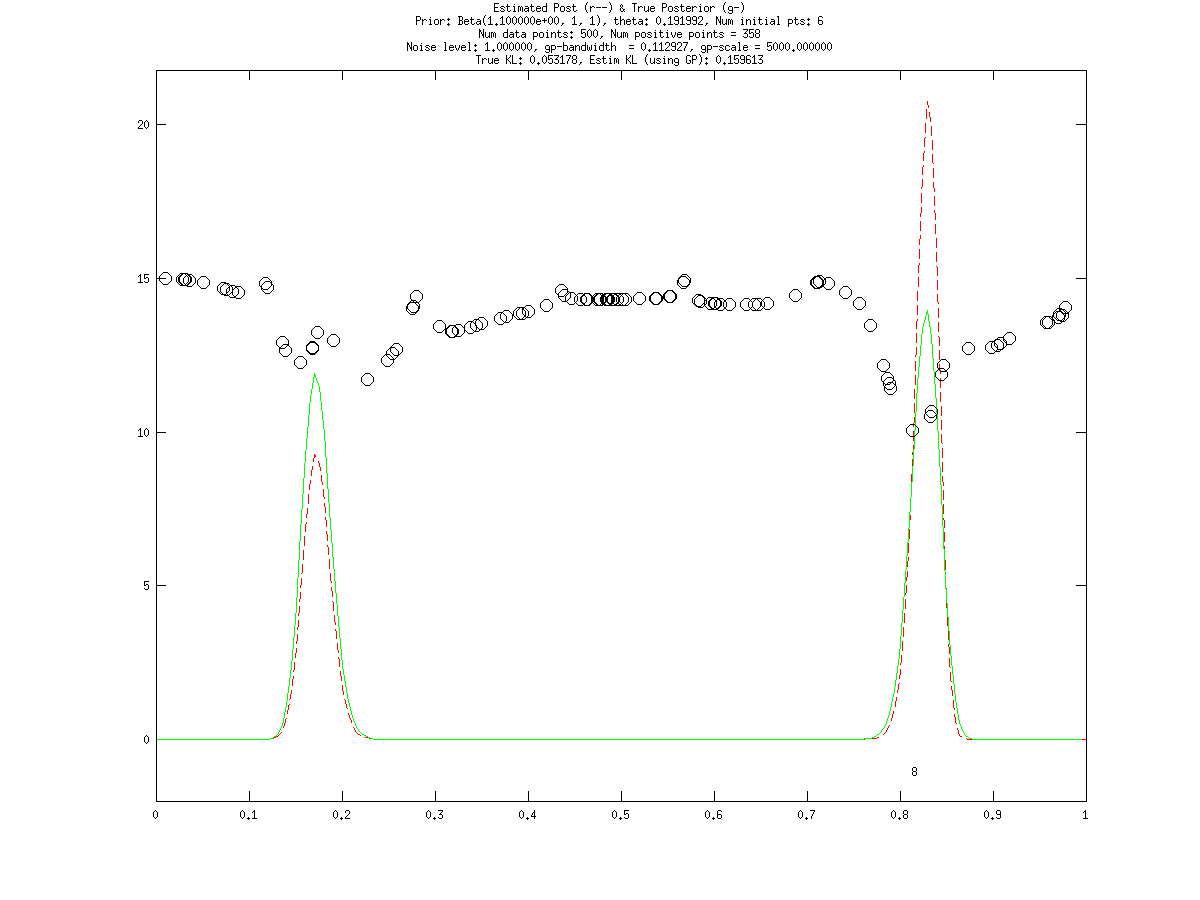 Estimated Post (r--) & True Posterior (g-)
Prior: Beta(1.100000e+00, 1, 1), theta: 0.191992, Num initial pts: 6
Num data points: 500, Num positive points = 358
Noise level: 1.000000, gp-bandwidth  = 0.112927, gp-scale = 5000.000000
True KL: 0.053178, Estim KL (using GP): 0.159613
20
15
10
5
0
8
0 0.1 0.2 0.3 0.4 0.5 0.6 0.7 0.8 0.9 1